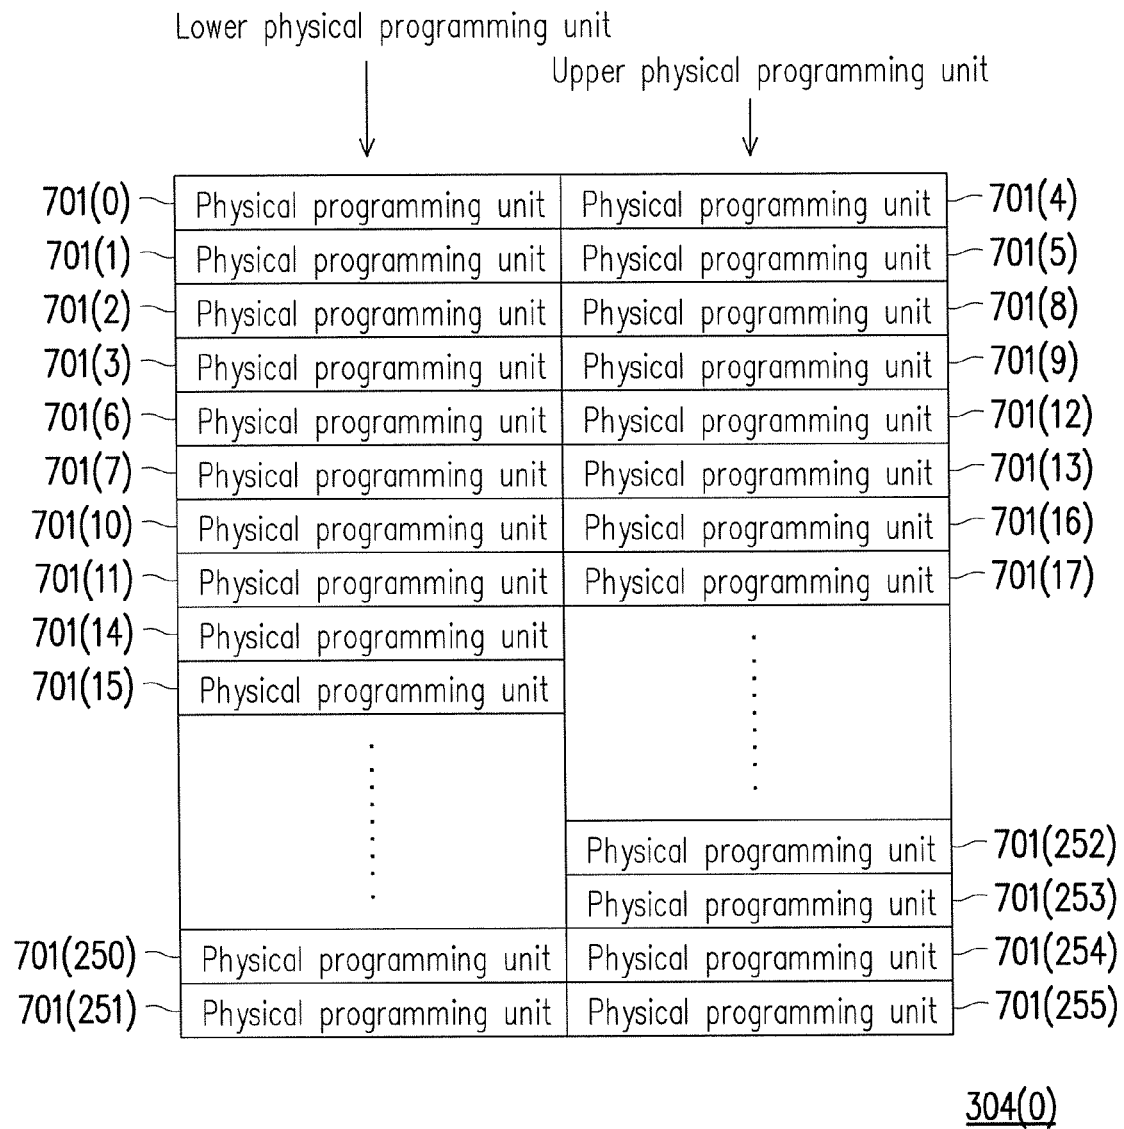 Lower physical programming unit
Upper physical programming unit
701(0) Physical programming unit Physical programming unit 701(4)
701(1) Physical programming unit Physical programming unit 701(5)
701(2) Physical programming unit Physical programming unit 701(8)
701(3) Physical programming unit Physical programming unit 701(9)
701(6) Physical programming unit Physical programming unit 701(12)
701(7) Physical programming unit Physical programming unit 701(13)
701(10) Physical programming unit Physical programming unit 701(16)
701(11) Physical programming unit Physical programming unit 701(17)
701(14) Physical programming unit
701(15) Physical programming unit
Physical programming unit 701(252)
Physical programming unit 701(253)
701(250) Physical programming unit Physical programming unit 701(254)
701(251) Physical programming unit Physical programming unit 701(255)
304(0)